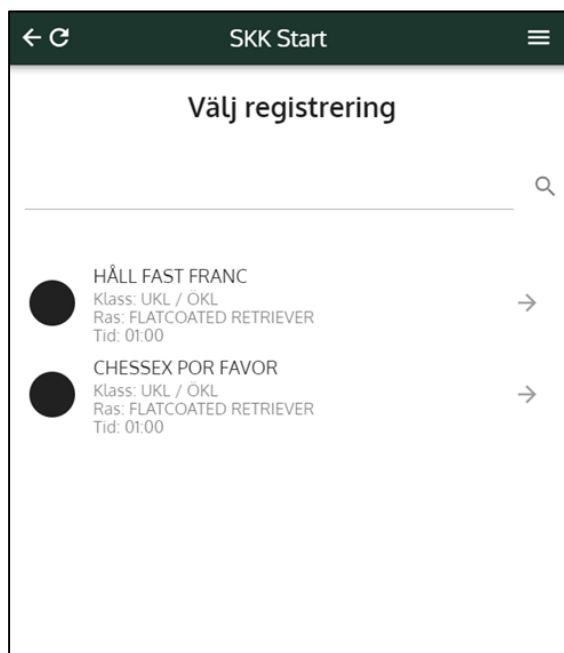 SKK Start
Välj registrering
HÅLL FAST FRANC
Klass: UKL / ÖKL
Ras: FLATCOATED RETRIEVER
Tid: 01:00
CHESSEX POR FAVOR
Klass: UKL / ÖKL
Ras: FLATCOATED RETRIEVER
Tid: 01:00